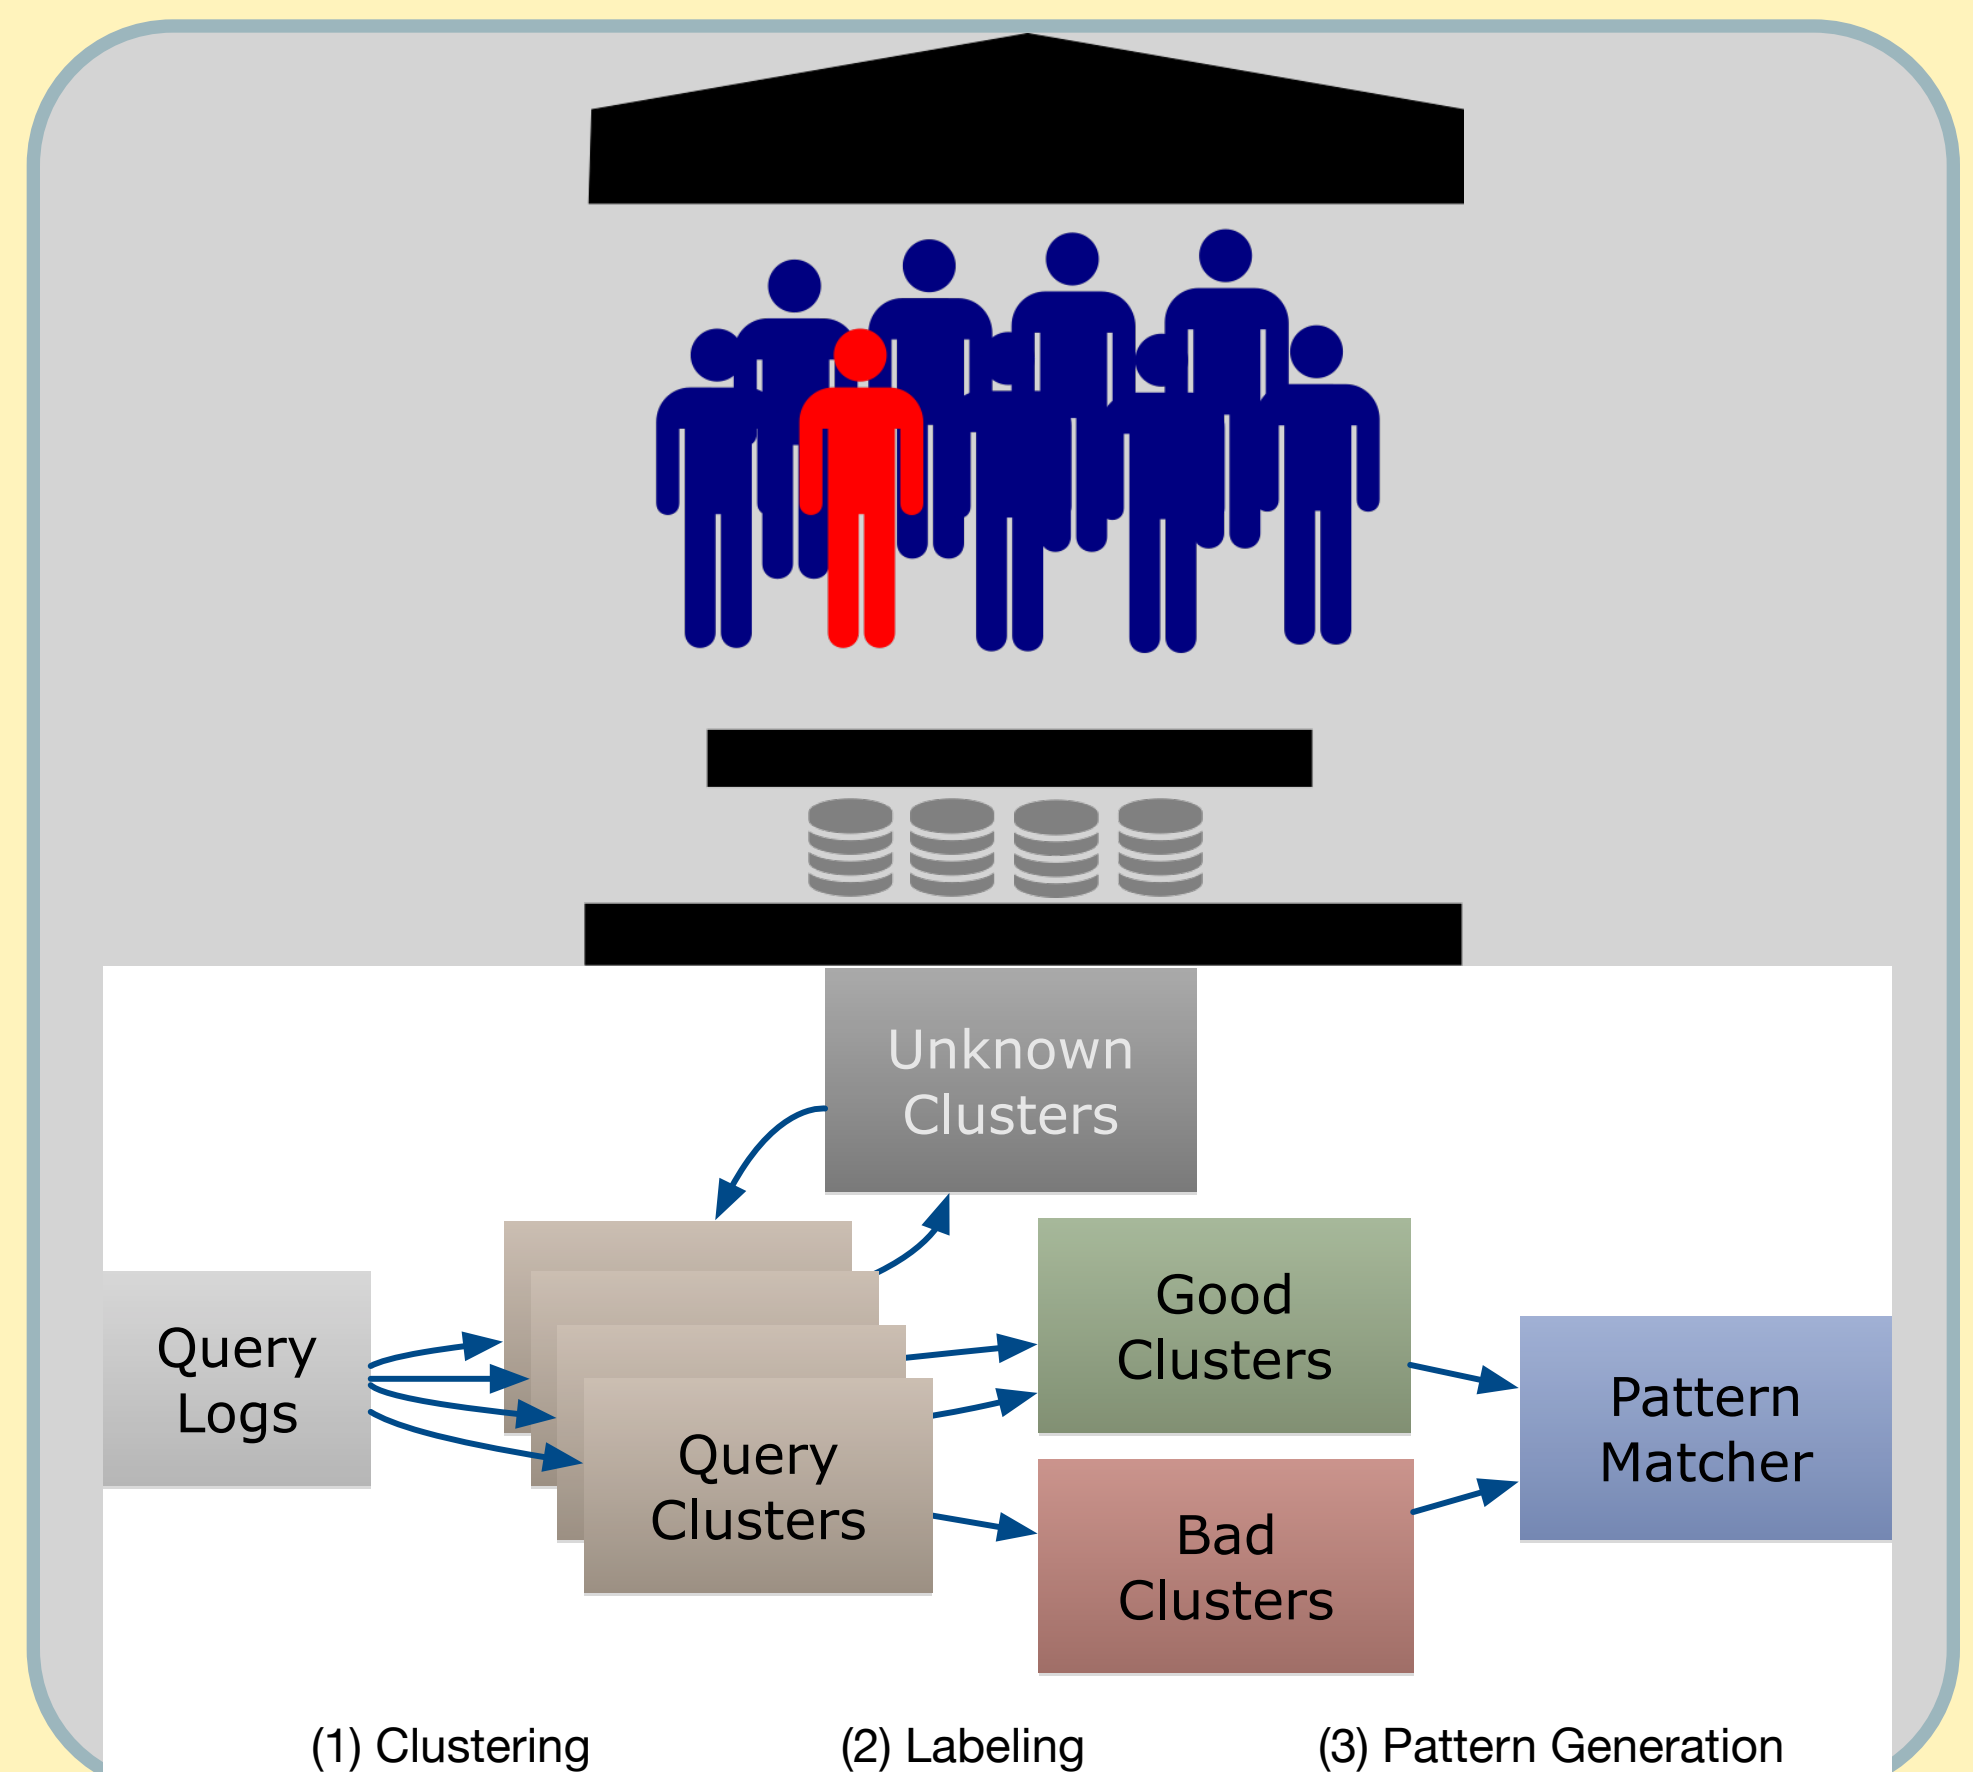 Unknown
Clusters
Query
Logs
Query
Clusters
Good
Clusters
Bad
Clusters
Pattern
Matcher
(1) Clustering
(2) Labeling
(3) Pattern Generation